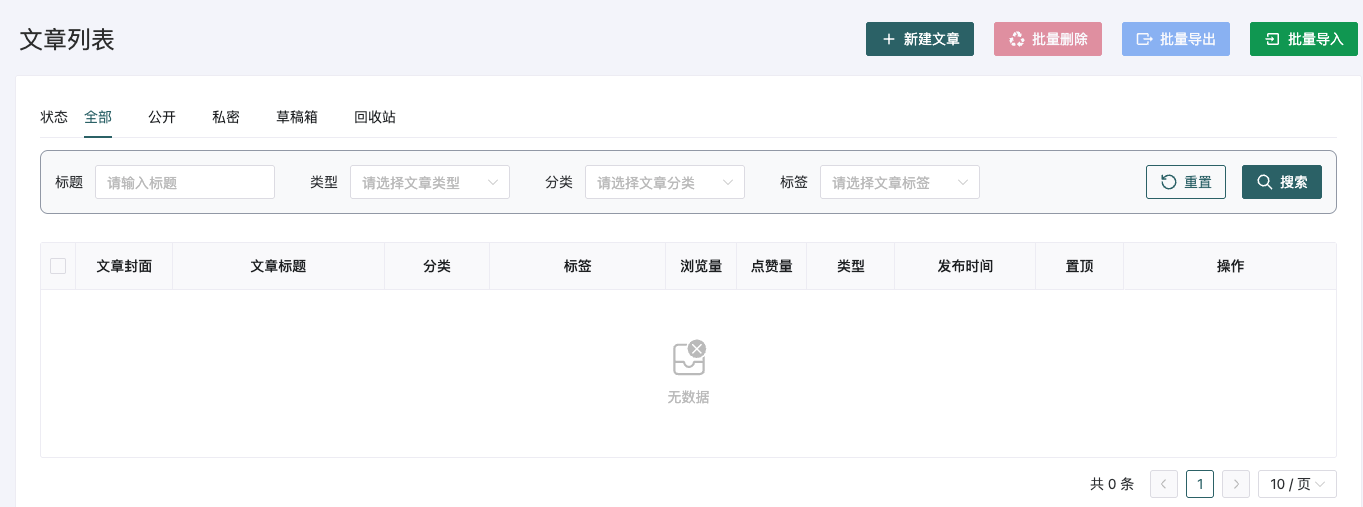 文章列表 新建文章 批量删除 批量导出 批量导入
状态 全部 公开 私密 草稿箱 回收站
标题 请输入标题 类型 请选择文章类型 分类 请选择文章分类 标签 请选择文章标签 重置 搜索
文章封面 文章标题 分类 标签 浏览量 点赞量 类型 发布时间 置顶 操作
无数据
共 0 条 1 10 / 页